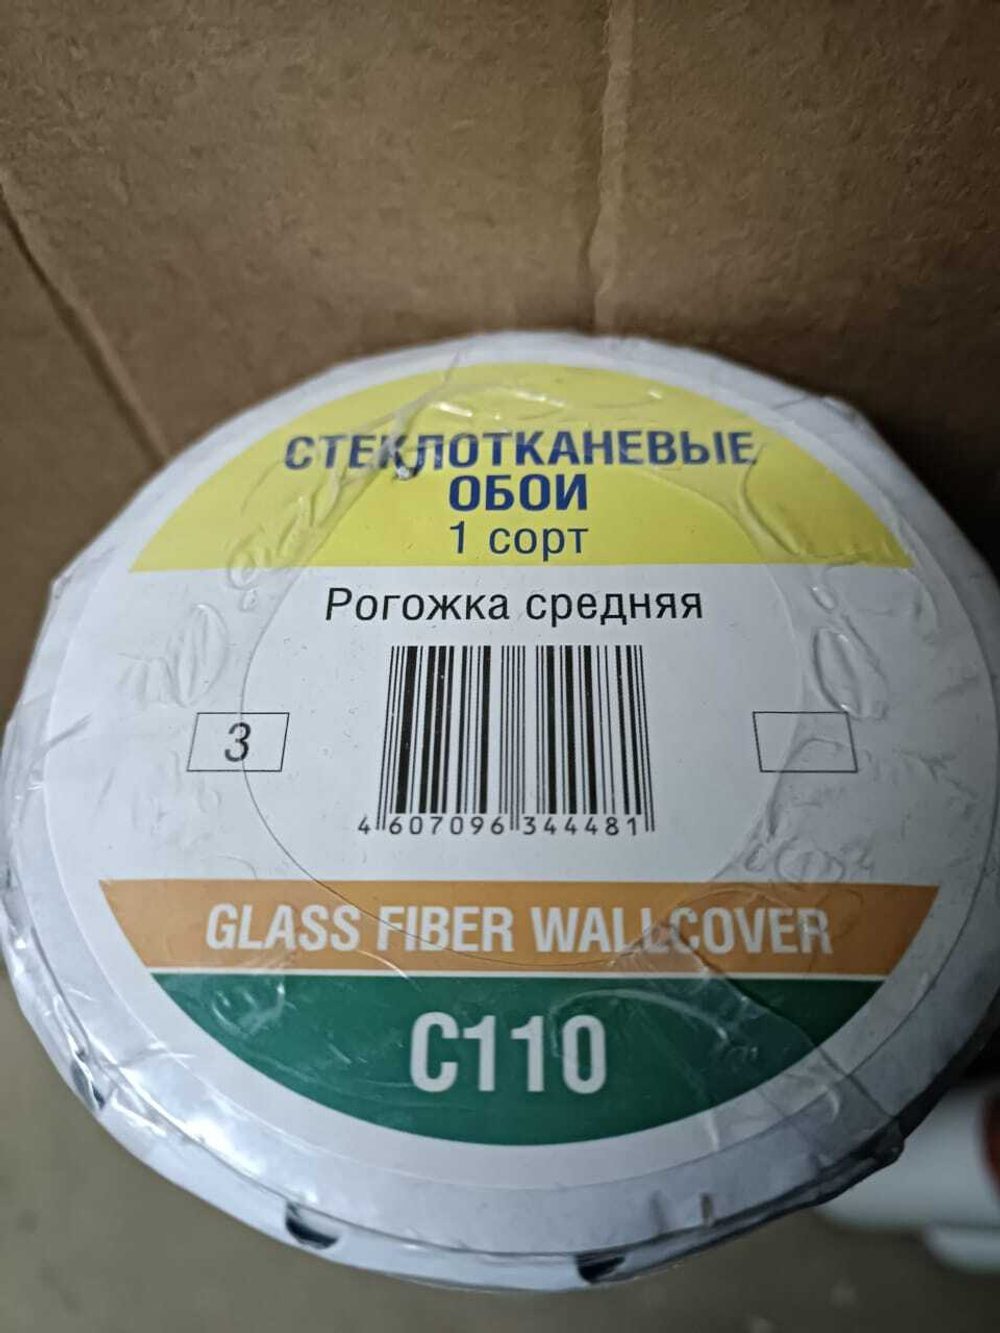 СТЕКЛОТКАНЕВЫЕ
ОБОИ
1 сорт
Рогожка средняя
3
4 607096 344481
GLASS FIBER WALLCOVER
C110